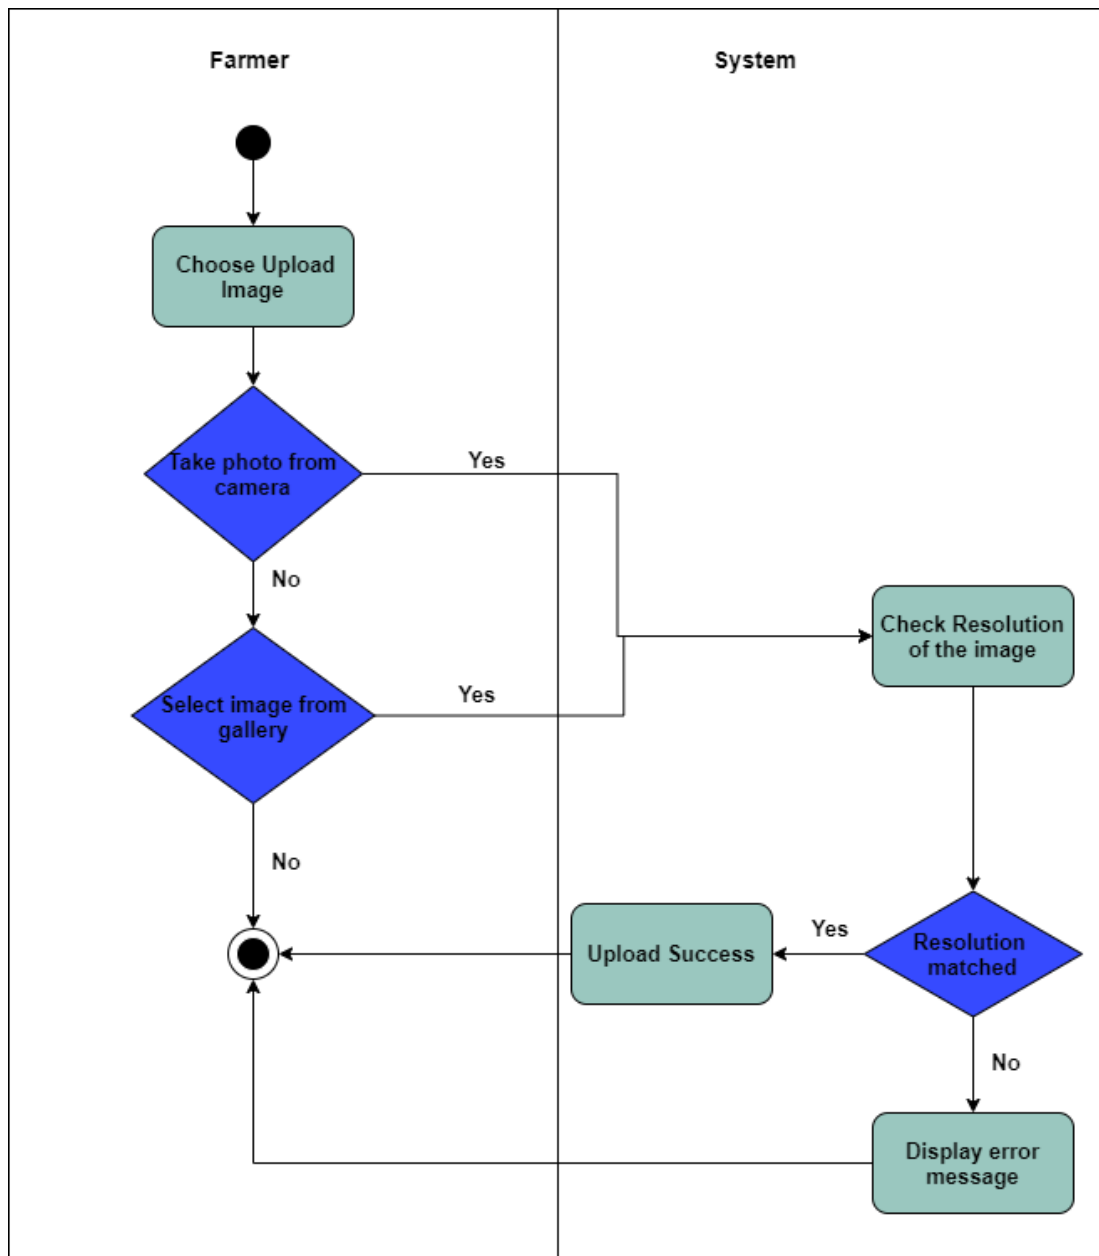 Farmer
System
Choose Upload
Image
Take photo from
camera
Yes
No
Select image from
gallery
Yes
No
Check Resolution
of the image
Resolution
matched
Yes
Upload Success
No
Display error
message